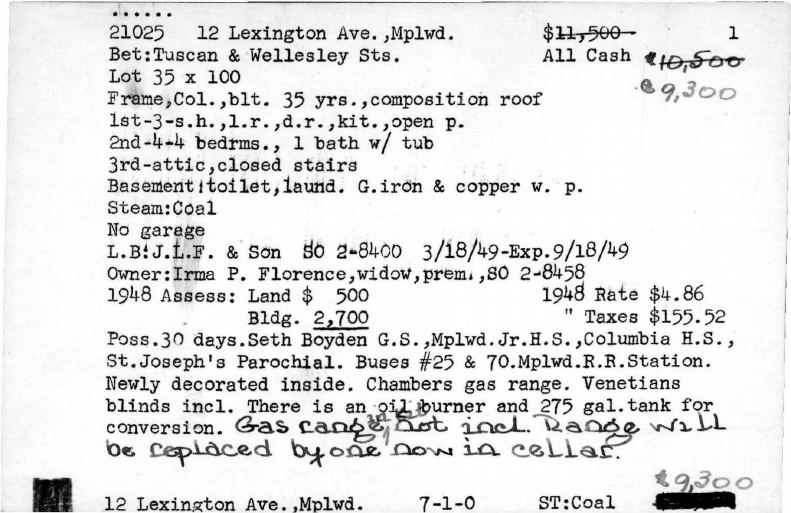 ......
21025 12 Lexington Ave.,Mplwd. $11,500 1
Bet:Tuscan & Wellesley Sts. All Cash $10,500
Lot 35 x 100 $9,300
Frame,Col.,blt. 35 yrs.,composition roof
1st-3-s.h.,l.r.,d.r.,kit.,open p.
2nd-4-4 bedrms., 1 bath w/ tub
3rd-attic,closed stairs
Basement:toilet,laund. G.iron & copper w. p.
Steam:Coal
No garage
L.B:J.L.F. & Son SO 2-8400 3/18/49-Exp.9/18/49
Owner:Irma P. Florence,widow,prem.,SO 2-8458
1948 Assess: Land $ 500 1948 Rate $4.86
Bldg. 2,700 " Taxes $155.52
Poss.30 days.Seth Boyden G.S.,Mplwd.Jr.H.S.,Columbia H.S.,
St.Joseph's Parochial. Buses #25 & 70.Mplwd.R.R.Station.
Newly decorated inside. Chambers gas range. Venetians
blinds incl. There is an oil burner and 275 gal.tank for
conversion. Gas range not incl. Range will
be replaced by one now in cellar.
$9,300
12 Lexington Ave.,Mplwd. 7-1-0 ST:Coal